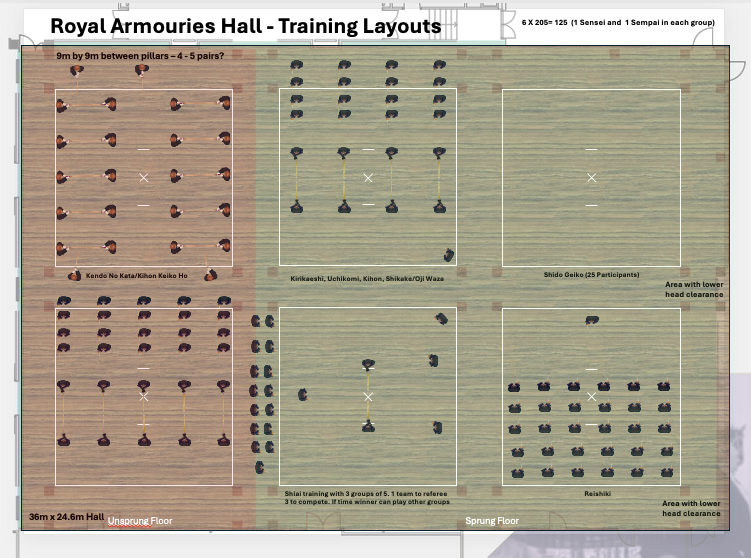 Royal Armouries Hall - Training Layouts
6 X 205= 125 (1 Sensei and 1 Sempai in each group)
9m by 9m between pillars – 4 - 5 pairs?
Kendo No Kata/Kihon Keiko Ho
Kirikaeshi, Uchikomi, Kihon, Shikake/Oji Waza
Shido Geiko (25 Participants)
Area with lower
head clearance
Shiai training with 3 groups of 5. 1 team to referee
3 to compete. If time winner can play other groups
Reishiki
Area with lower
head clearance
36m x 24.6m Hall
Unsprung Floor
Sprung Floor